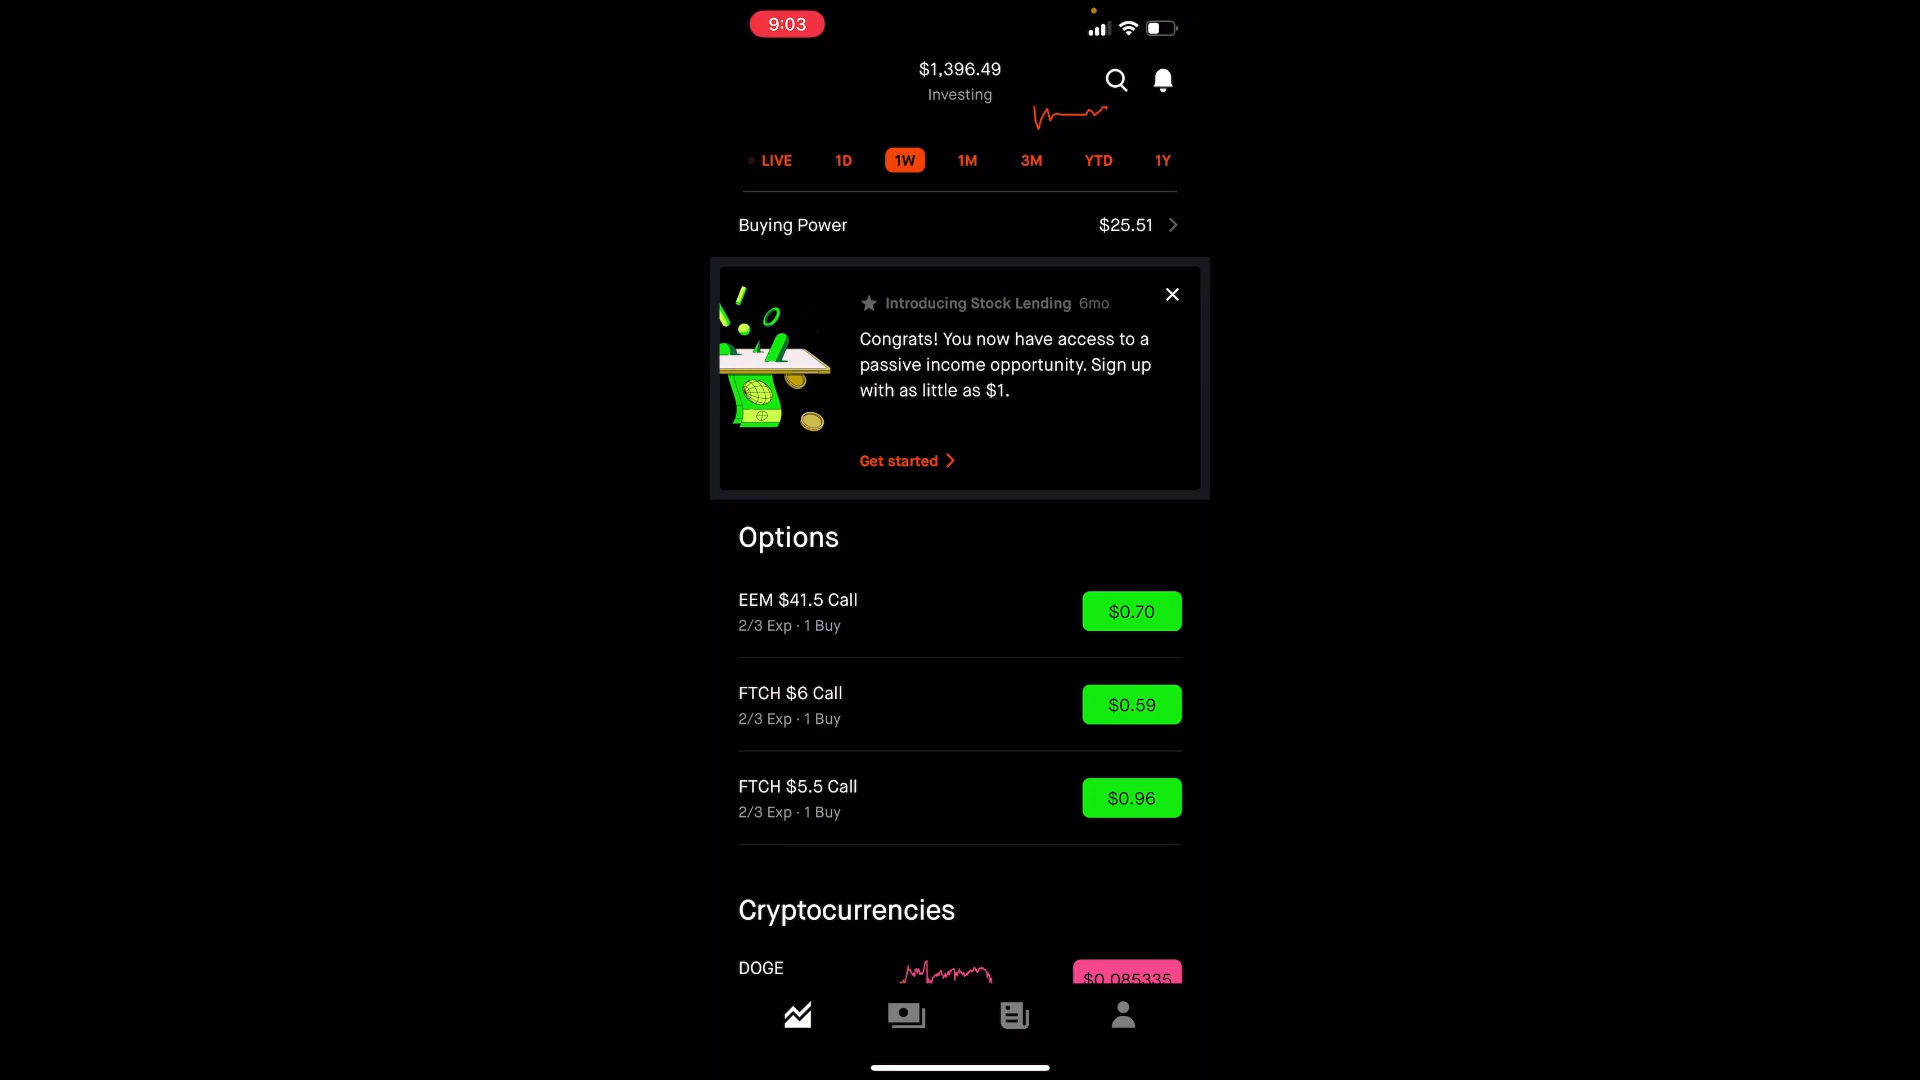 9:03
$1,396.49
Investing
LIVE 1D 1W 1M 3M YTD 1Y
Buying Power $25.51
Introducing Stock Lending 6mo
Congrats! You now have access to a
passive income opportunity. Sign up
with as little as $1.
Get started
Options
EEM $41.5 Call
2/3 Exp · 1 Buy
$0.70
FTCH $6 Call
2/3 Exp · 1 Buy
$0.59
FTCH $5.5 Call
2/3 Exp · 1 Buy
$0.96
Cryptocurrencies
DOGE $0.085335